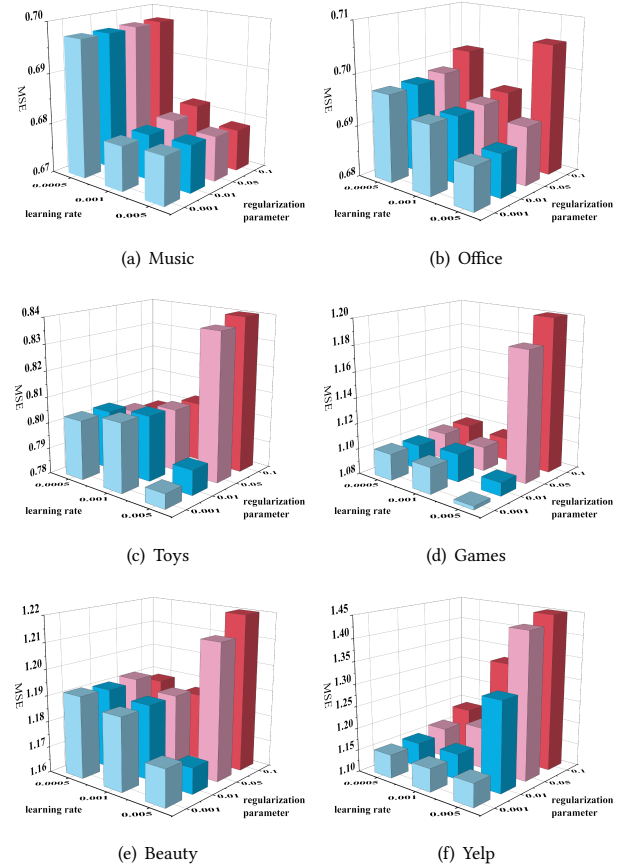 0.70
0.69
0.68
0.67
MSE
0.0005
0.001
0.005
learning rate
0.001
0.01
0.05
0.1
regularization
parameter
(a) Music
0.71
0.70
0.69
0.68
MSE
0.0005
0.001
0.005
learning rate
0.001
0.01
0.05
0.1
regularization
parameter
(b) Office
0.84
0.83
0.82
0.81
0.80
0.79
0.78
MSE
0.0005
0.001
0.005
learning rate
0.001
0.01
0.05
0.1
regularization
parameter
(c) Toys
1.20
1.18
1.16
1.14
1.12
1.10
1.08
MSE
0.0005
0.001
0.005
learning rate
0.001
0.01
0.05
0.1
regularization
parameter
(d) Games
1.22
1.21
1.20
1.19
1.18
1.17
1.16
MSE
0.0005
0.001
0.005
learning rate
0.001
0.01
0.05
0.1
regularization
parameter
(e) Beauty
1.45
1.40
1.35
1.30
1.25
1.20
1.15
1.10
MSE
0.0005
0.001
0.005
learning rate
0.001
0.01
0.05
0.1
regularization
parameter
(f) Yelp